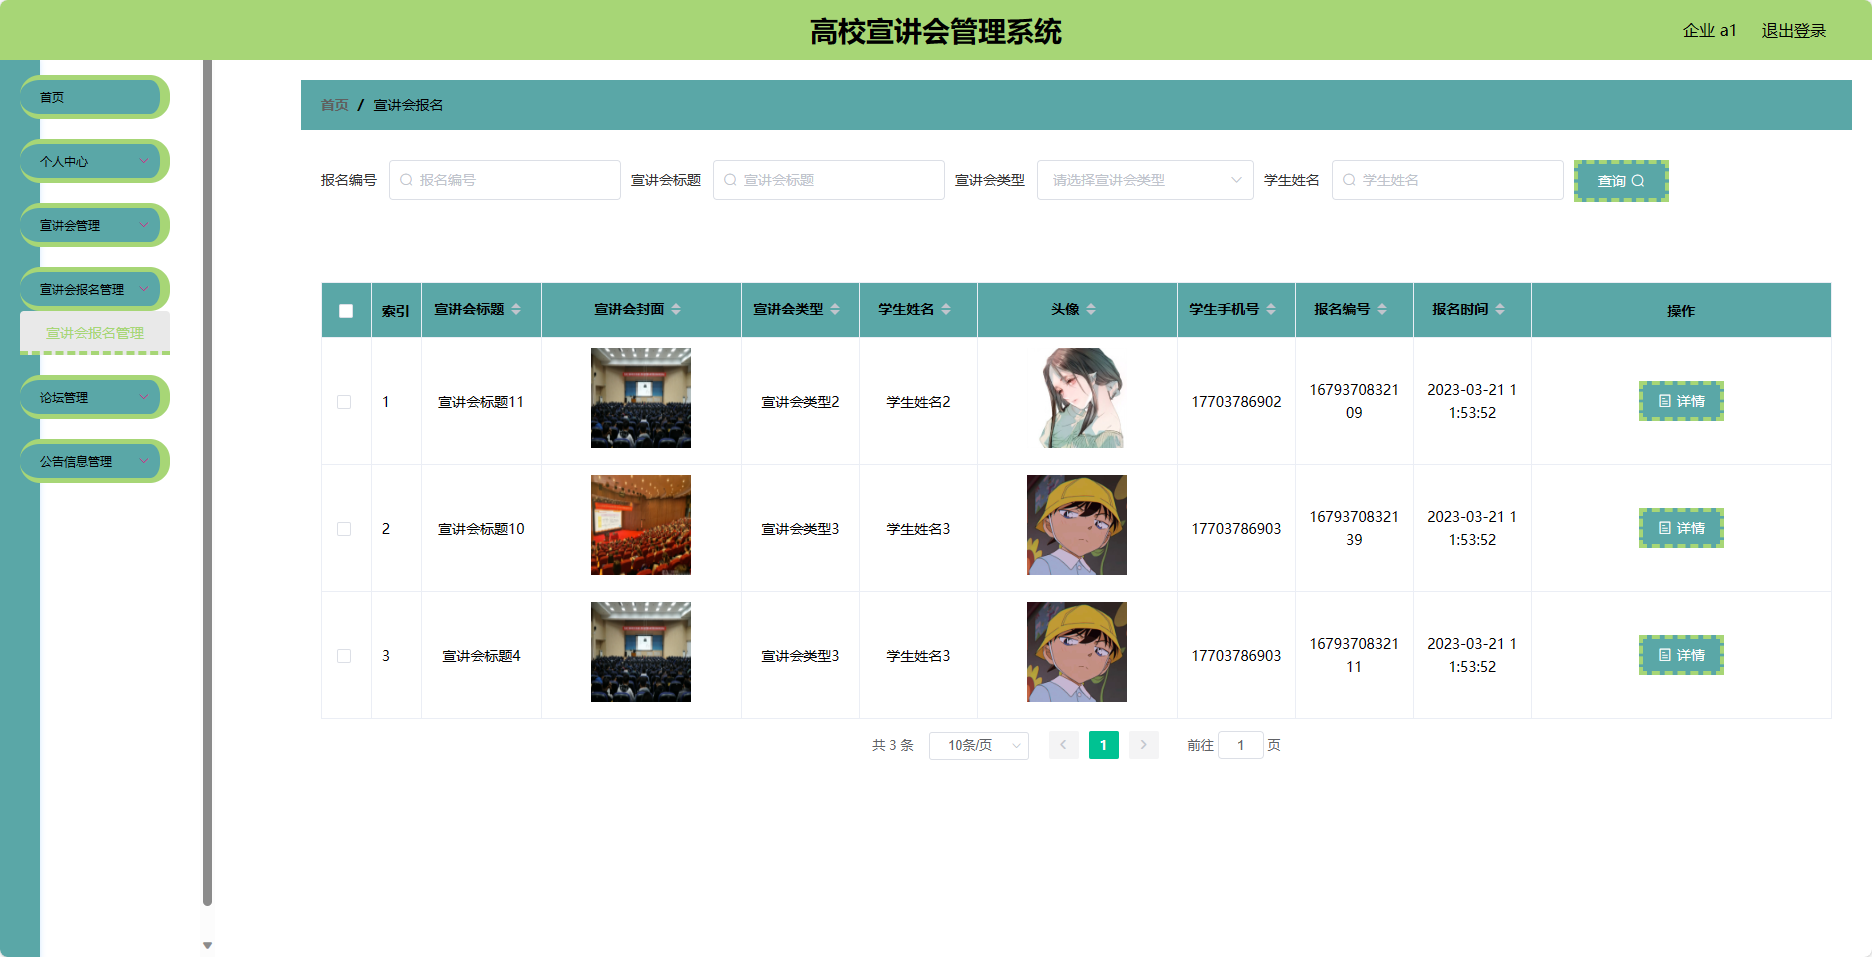 高校宣讲会管理系统
企业 a1 退出登录
首页
个人中心
宣讲会管理
宣讲会报名管理
宣讲会报名管理
论坛管理
公告信息管理
首页 / 宣讲会报名
报名编号 报名编号 宣讲会标题 宣讲会标题 宣讲会类型 请选择宣讲会类型 学生姓名 学生姓名 查询
索引 宣讲会标题 宣讲会封面 宣讲会类型 学生姓名 头像 学生手机号 报名编号 报名时间 操作
1 宣讲会标题11 宣讲会类型2 学生姓名2 17703786902 16793708321 2023-03-21 1 详情
09 1:53:52
2 宣讲会标题10 宣讲会类型3 学生姓名3 17703786903 16793708321 2023-03-21 1 详情
39 1:53:52
3 宣讲会标题4 宣讲会类型3 学生姓名3 17703786903 16793708321 2023-03-21 1 详情
11 1:53:52
共 3 条 10条/页 1 前往 1 页